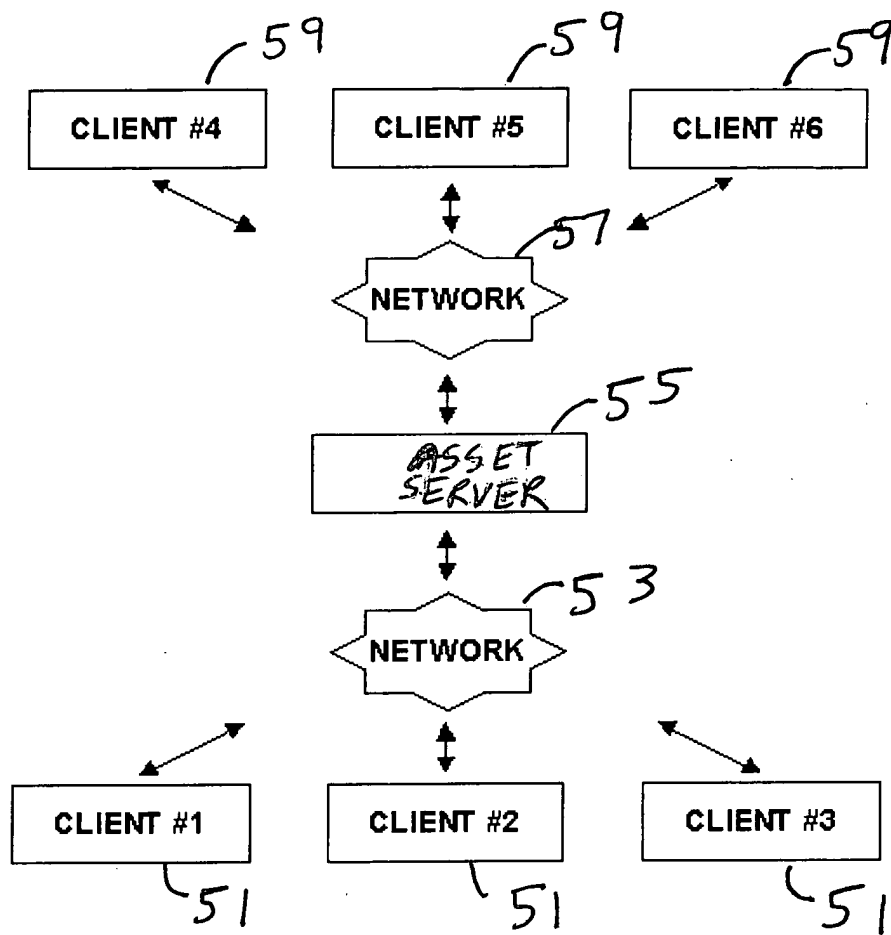 59 59 59
CLIENT #4 CLIENT #5 CLIENT #6
57
NETWORK
55
ASSET
SERVER
53
NETWORK
CLIENT #1 CLIENT #2 CLIENT #3
51 51 51